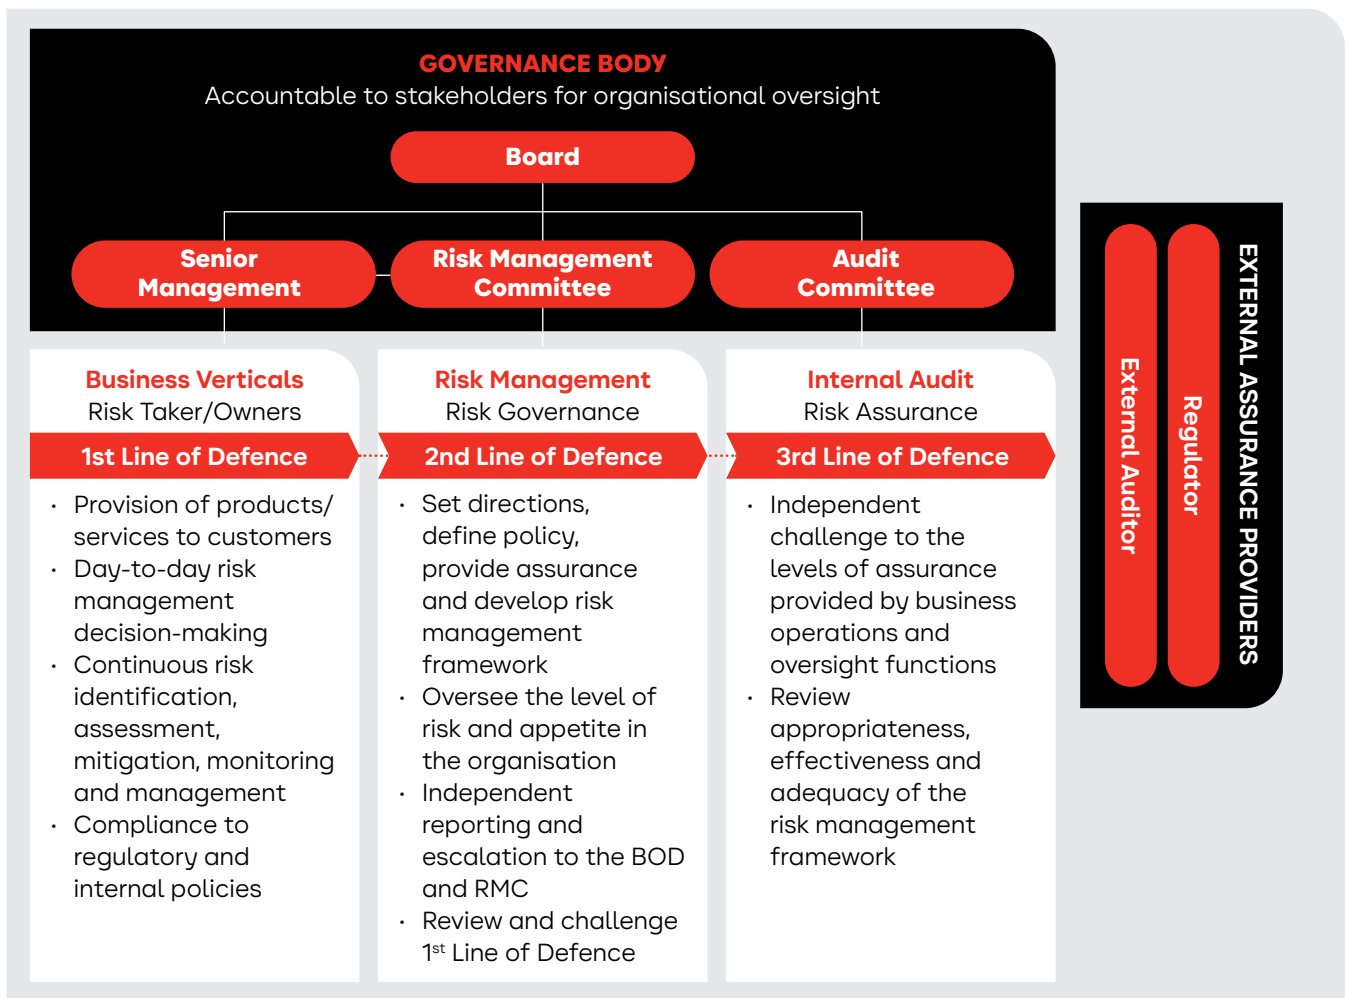 GOVERNANCE BODY
Accountable to stakeholders for organisational oversight
Board
Senior
Management
Risk Management
Committee
Audit
Committee
Business Verticals
Risk Taker/Owners
1st Line of Defence
· Provision of products/
services to customers
· Day-to-day risk
management
decision-making
· Continuous risk
identification,
assessment,
mitigation, monitoring
and management
· Compliance to
regulatory and
internal policies
Risk Management
Risk Governance
2nd Line of Defence
· Set directions,
define policy,
provide assurance
and develop risk
management
framework
· Oversee the level of
risk and appetite in
the organisation
· Independent
reporting and
escalation to the BOD
and RMC
· Review and challenge
1st Line of Defence
Internal Audit
Risk Assurance
3rd Line of Defence
· Independent
challenge to the
levels of assurance
provided by business
operations and
oversight functions
· Review
appropriateness,
effectiveness and
adequacy of the
risk management
framework
EXTERNAL ASSURANCE PROVIDERS
Regulator
External Auditor